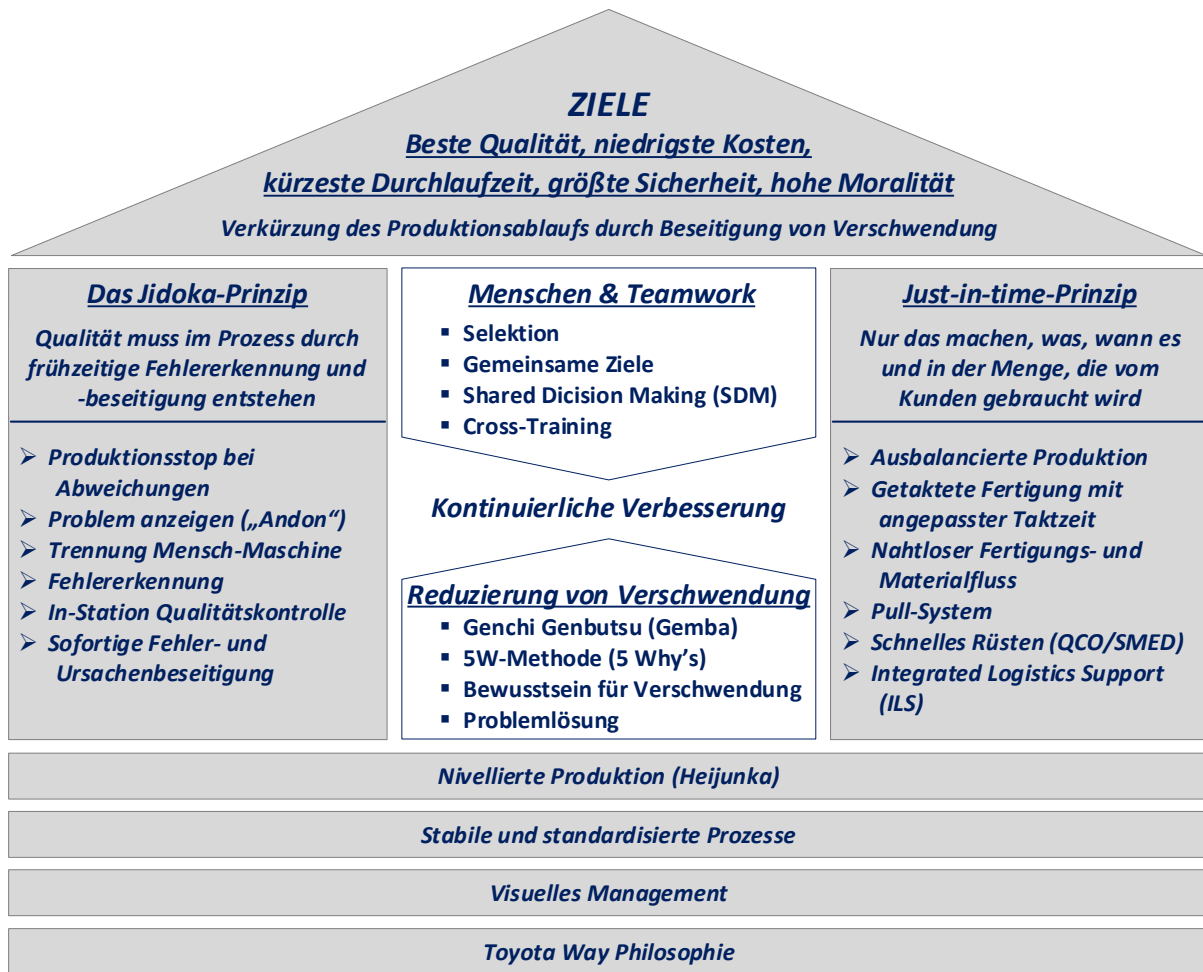 ZIELE
Beste Qualität, niedrigste Kosten,
kürzeste Durchlaufzeit, größte Sicherheit, hohe Moralität
Verkürzung des Produktionsablaufs durch Beseitigung von Verschwendung
Das Jidoka-Prinzip
Qualität muss im Prozess durch
frühzeitige Fehlererkennung und
-beseitigung entstehen
➢ Produktionsstop bei
Abweichungen
➢ Problem anzeigen („Andon“)
➢ Trennung Mensch-Maschine
➢ Fehlererkennung
➢ In-Station Qualitätskontrolle
➢ Sofortige Fehler- und
Ursachenbeseitigung
Menschen & Teamwork
▪ Selektion
▪ Gemeinsame Ziele
▪ Shared Dicision Making (SDM)
▪ Cross-Training
Kontinuierliche Verbesserung
Reduzierung von Verschwendung
▪ Genchi Genbutsu (Gemba)
▪ 5W-Methode (5 Why’s)
▪ Bewusstsein für Verschwendung
▪ Problemlösung
Just-in-time-Prinzip
Nur das machen, was, wann es
und in der Menge, die vom
Kunden gebraucht wird
➢ Ausbalancierte Produktion
➢ Getaktete Fertigung mit
angepasster Taktzeit
➢ Nahtloser Fertigungs- und
Materialfluss
➢ Pull-System
➢ Schnelles Rüsten (QCO/SMED)
➢ Integrated Logistics Support
(ILS)
Nivellierte Produktion (Heijunka)
Stabile und standardisierte Prozesse
Visuelles Management
Toyota Way Philosophie